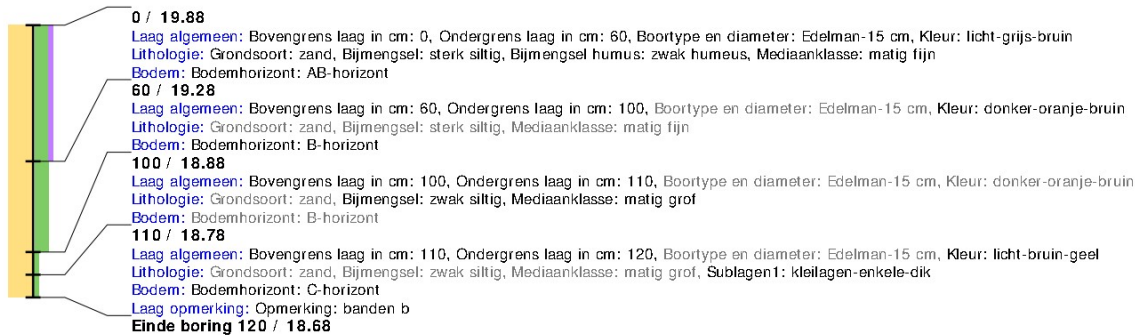 0 / 19.88
Laag algemeen: Bovengrens laag in cm: 0, Ondergrens laag in cm: 60, Boortype en diameter: Edelman-15 cm, Kleur: licht-grijs-bruin
Lithologie: Grondsoort: zand, Bijmengsel: sterk siltig, Bijmengsel humus: zwak humeus, Mediaanklasse: matig fijn
Bodem: Bodemhorizont: AB-horizont
60 / 19.28
Laag algemeen: Bovengrens laag in cm: 60, Ondergrens laag in cm: 100, Boortype en diameter: Edelman-15 cm, Kleur: donker-oranje-bruin
Lithologie: Grondsoort: zand, Bijmengsel: sterk siltig, Mediaanklasse: matig fijn
Bodem: Bodemhorizont: B-horizont
100 / 18.88
Laag algemeen: Bovengrens laag in cm: 100, Ondergrens laag in cm: 110, Boortype en diameter: Edelman-15 cm, Kleur: donker-oranje-bruin
Lithologie: Grondsoort: zand, Bijmengsel: zwak siltig, Mediaanklasse: matig grof
Bodem: Bodemhorizont: B-horizont
110 / 18.78
Laag algemeen: Bovengrens laag in cm: 110, Ondergrens laag in cm: 120, Boortype en diameter: Edelman-15 cm, Kleur: licht-bruin-geel
Lithologie: Grondsoort: zand, Bijmengsel: zwak siltig, Mediaanklasse: matig grof, Sublagen1: kleilagen-enkele-dik
Bodem: Bodemhorizont: C-horizont
Laag opmerking: Opmerking: banden b
Einde boring 120 / 18.68